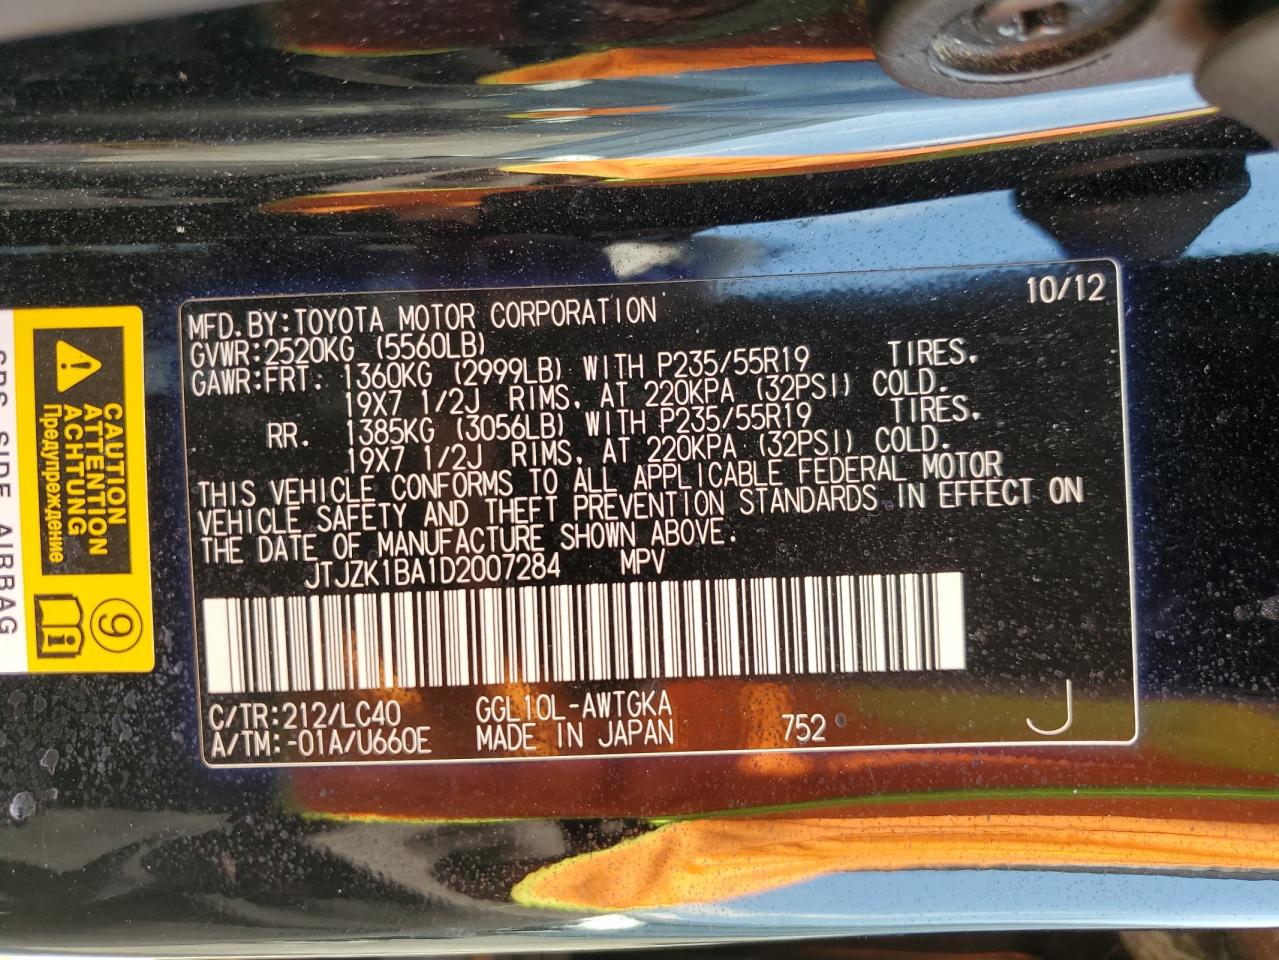 10/12
MFD.BY:TOYOTA MOTOR CORPORATION
GVWR:2520KG (5560LB)
GAWR:FRT. 1360KG (2999LB) WITH P235/55R19 TIRES,
19X7 1/2J RIMS, AT 220KPA (32PSI) COLD.
RR. 1385KG (3056LB) WITH P235/55R19 TIRES,
19X7 1/2J RIMS, AT 220KPA (32PSI) COLD.
THIS VEHICLE CONFORMS TO ALL APPLICABLE FEDERAL MOTOR
VEHICLE SAFETY AND THEFT PREVENTION STANDARDS IN EFFECT ON
THE DATE OF MANUFACTURE SHOWN ABOVE.
JTJZK1BA1D2007284 MPV
C/TR:212/LC40 GGL10L-AWTGKA
A/TM:-01A/U660E MADE IN JAPAN 752 J
CAUTION
ATTENTION
ACHTUNG
Предупреждение
9
SRS SIDE AIRBAG